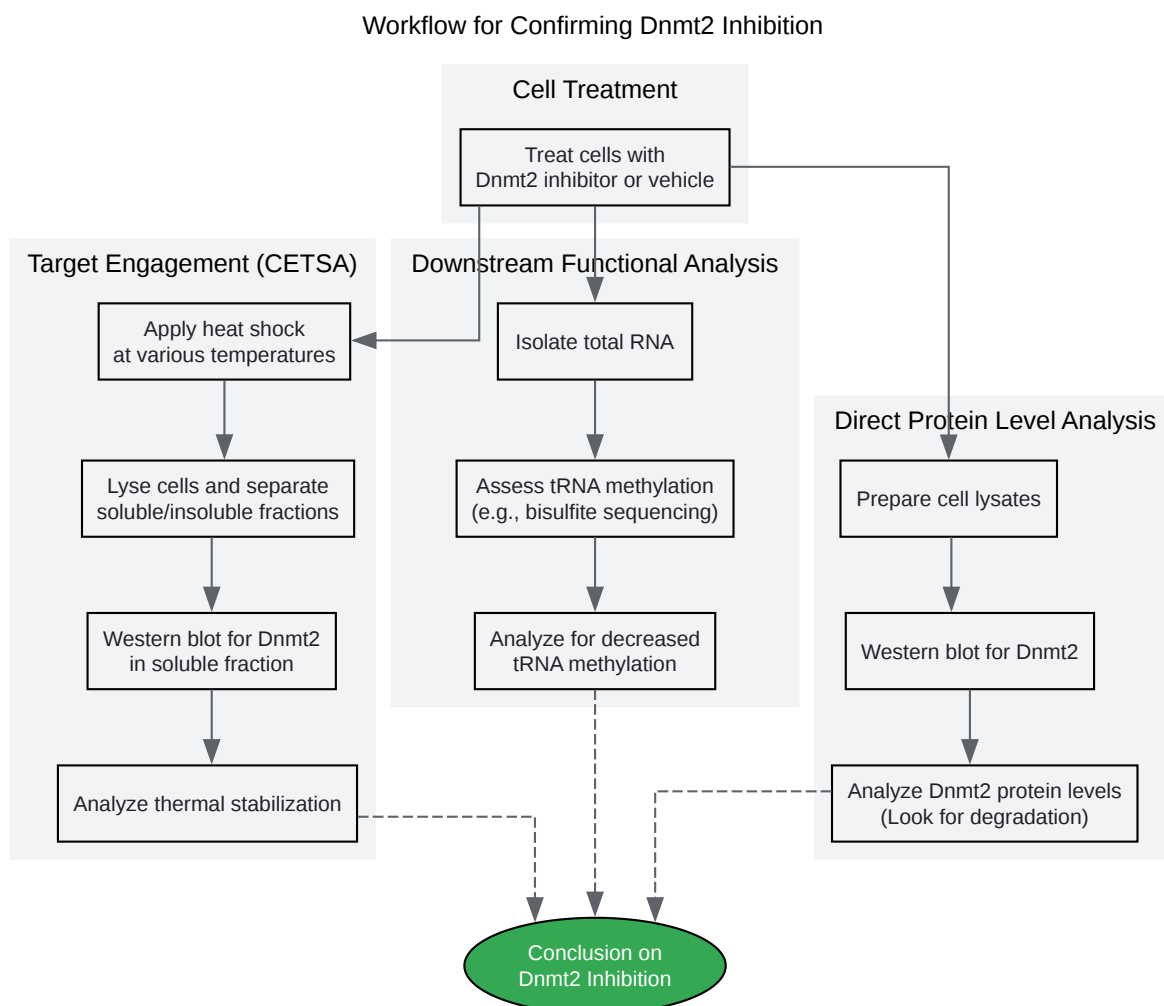 Workflow for Confirming Dnmt2 Inhibition
Cell Treatment
Treat cells with
Dnmt2 inhibitor or vehicle
Target Engagement (CETSA)
Apply heat shock
at various temperatures
Lyse cells and separate
soluble/insoluble fractions
Western blot for Dnmt2
in soluble fraction
Analyze thermal stabilization
Downstream Functional Analysis
Isolate total RNA
Assess tRNA methylation
(e.g., bisulfite sequencing)
Analyze for decreased
tRNA methylation
Direct Protein Level Analysis
Prepare cell lysates
Western blot for Dnmt2
Analyze Dnmt2 protein levels
(Look for degradation)
Conclusion on
Dnmt2 Inhibition